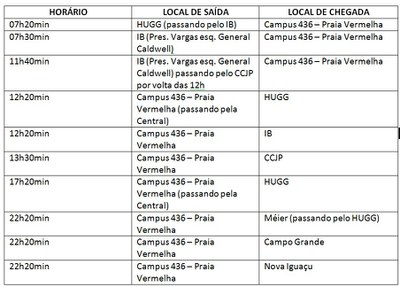 HORÁRIO LOCAL DE SAÍDA LOCAL DE CHEGADA
07h20min HUGG (passando pelo IB) Campus 436 – Praia Vermelha
07h30min IB (Pres. Vargas esq. General Campus 436 – Praia Vermelha
Caldwell)
11h40min IB (Pres. Vargas esq. General Campus 436 – Praia Vermelha
Caldwell) passando pelo CCJP
por volta das 12h
12h20min Campus 436 – Praia HUGG
Vermelha (passando pela
Central)
12h20min Campus 436 – Praia IB
Vermelha
13h30min Campus 436 – Praia CCJP
Vermelha
17h20min Campus 436 – Praia HUGG
Vermelha (passando pela
Central)
22h20min Campus 436 – Praia Méier (passando pelo HUGG)
Vermelha
22h20min Campus 436 – Praia Campo Grande
Vermelha
22h20min Campus 436 – Praia Nova Iguaçu
Vermelha